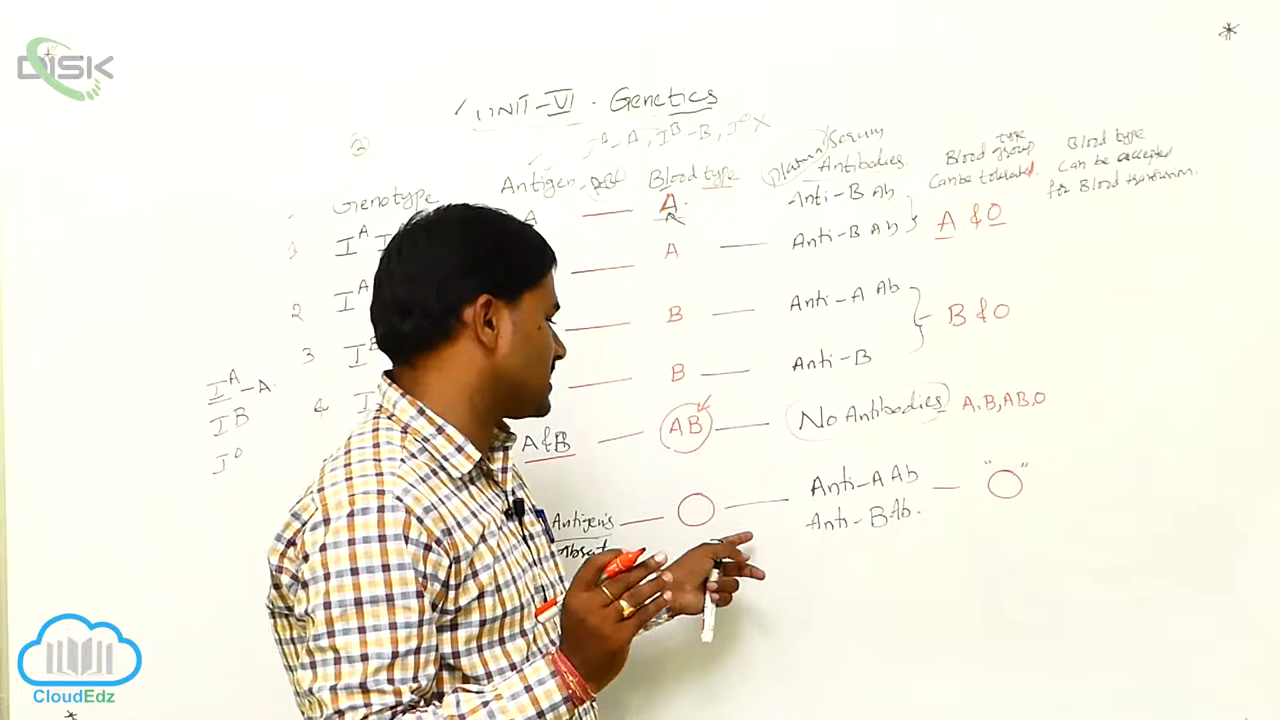 DISK
UNIT-VI . Genetics
I^A-A, I^B-B, I^O X
Genotype Antigen Blood type Plasma/Serum Antibodies Blood type group Can be tolerated Blood type Can be accepted for Blood transfusion.
1 I^A A — A. Anti-B Ab
A — Anti-B Ab A & O
2 I^A — B — Anti-A Ab
3 I^B — B — Anti-B B & O
4 A & B — AB — No Antibodies A,B,AB,O
I^A-A.
I^B
I^O
Antigen's — O — Anti-A Ab — "O"
Anti-B Ab.
CloudEdz